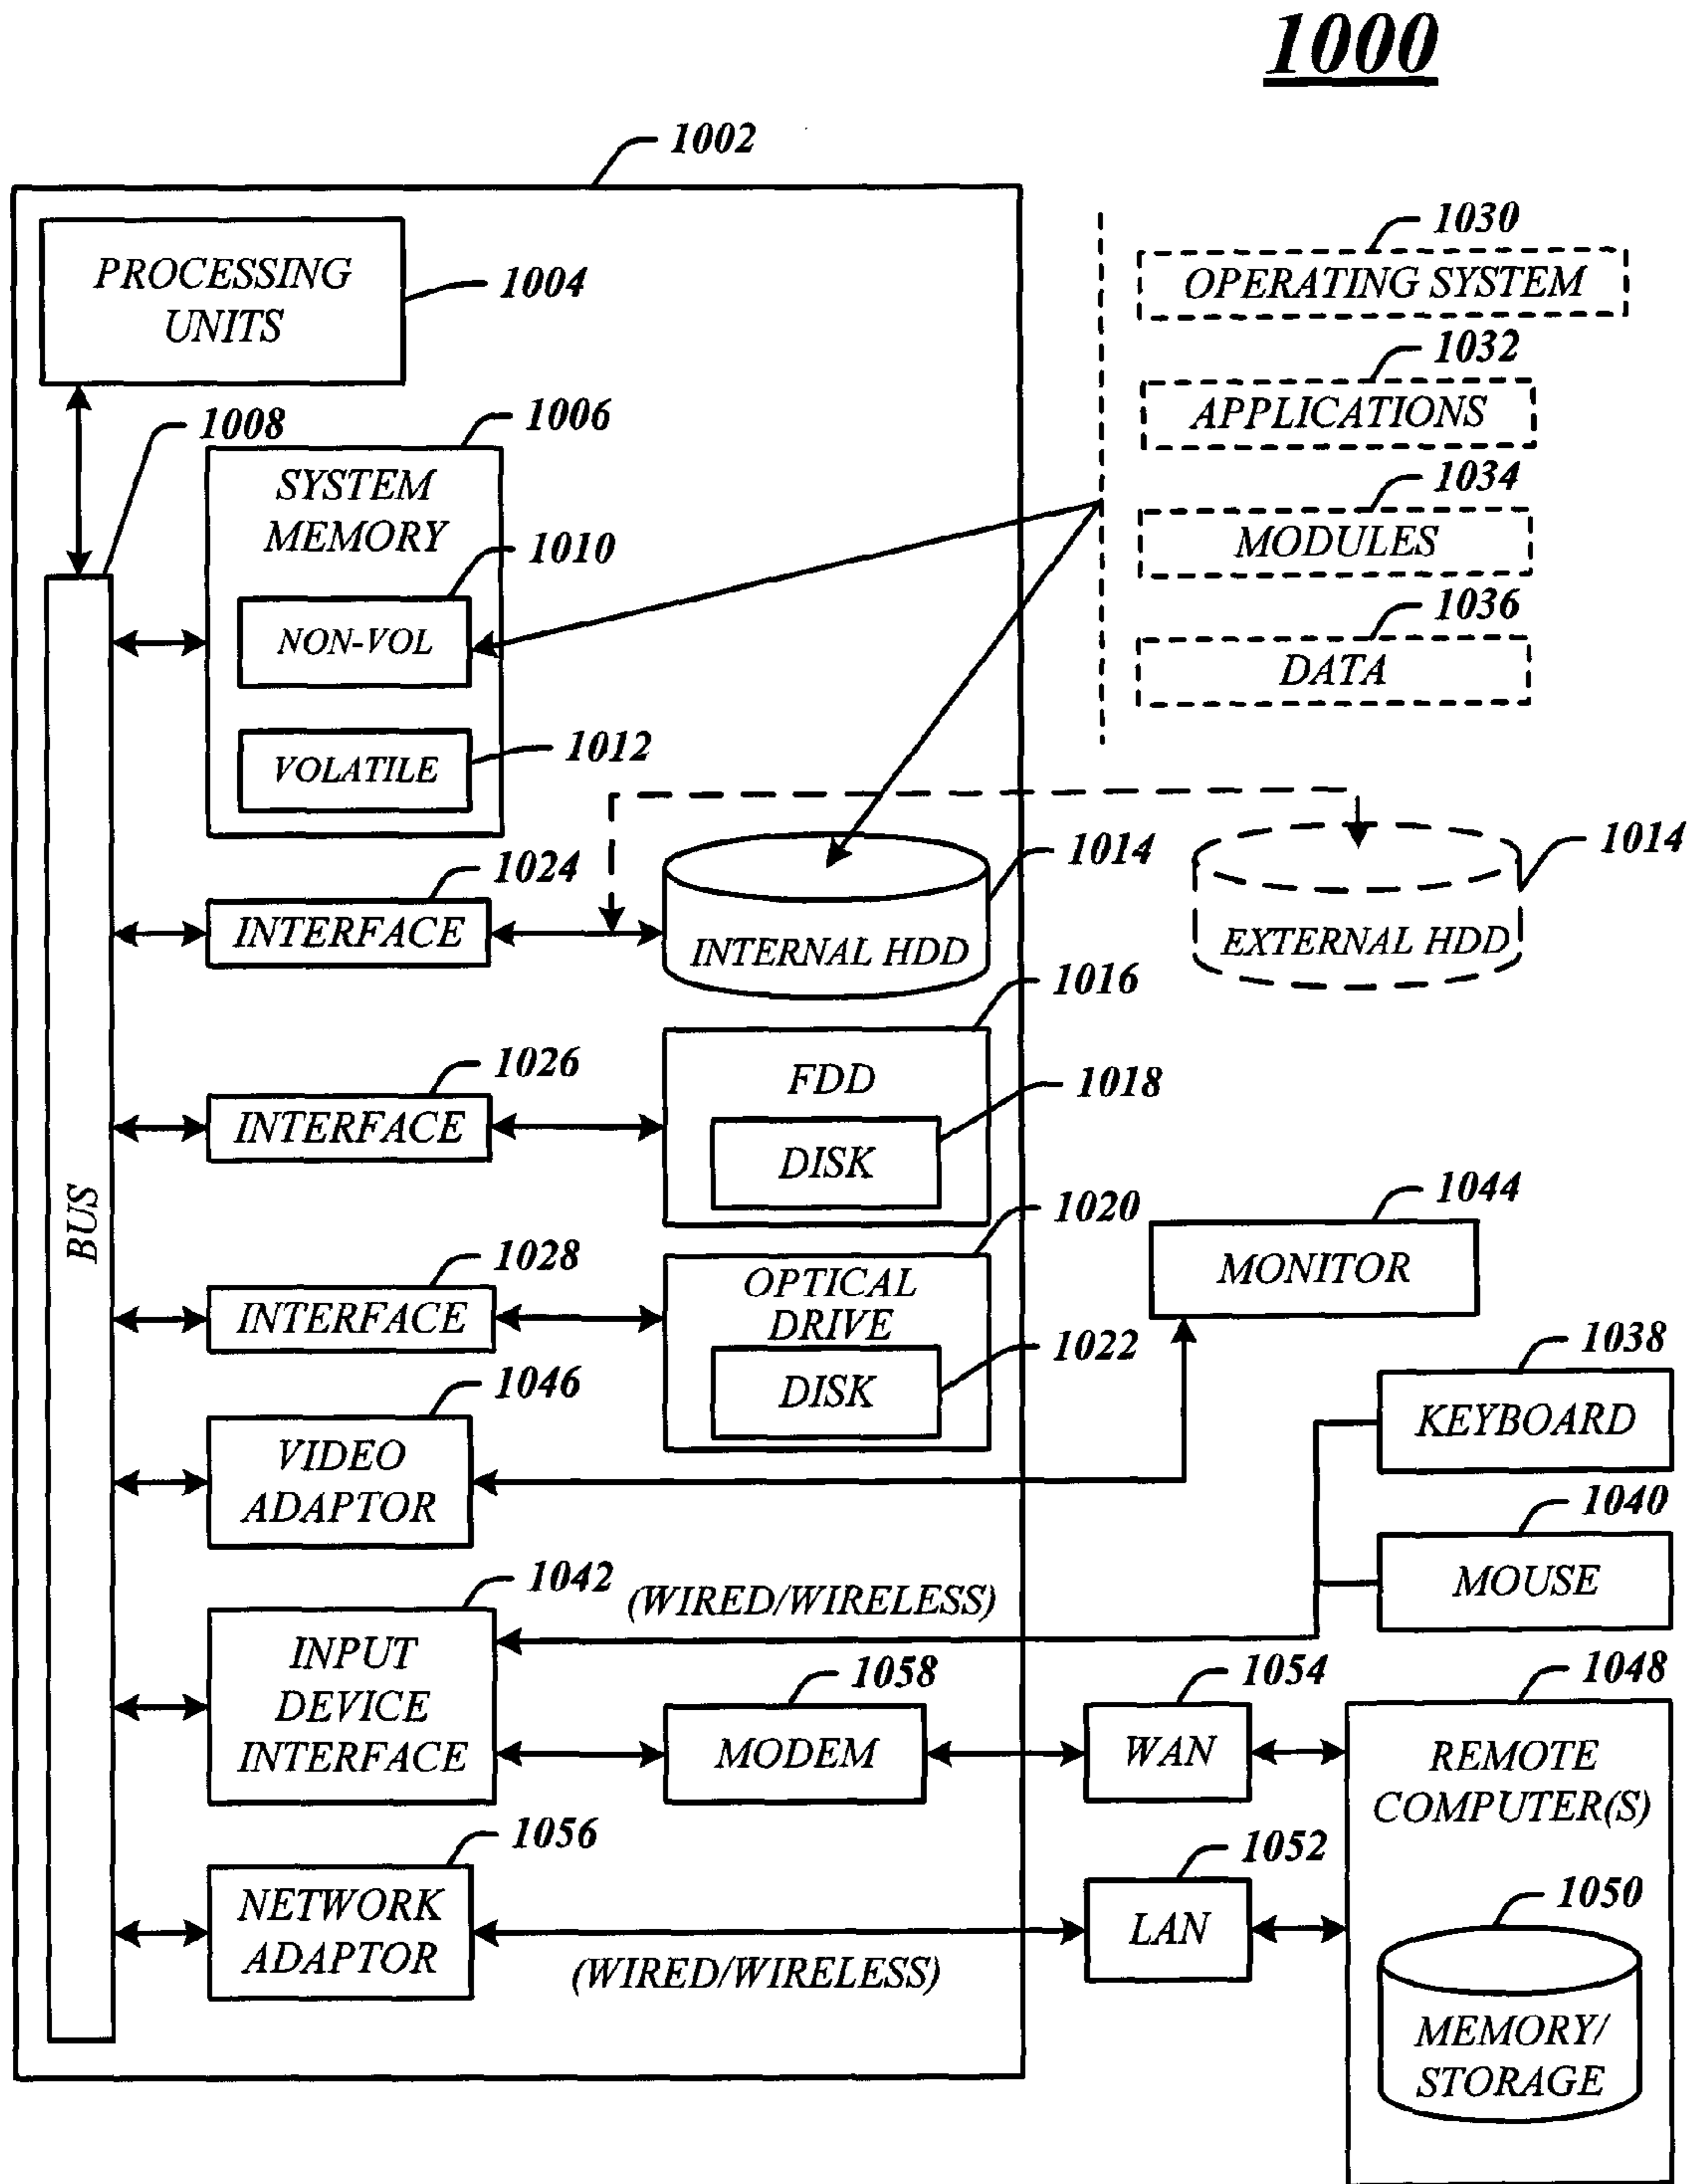 1000
1002
PROCESSING
UNITS
1004
1030
OPERATING SYSTEM
1032
APPLICATIONS
1034
MODULES
1036
DATA
1008
1006
SYSTEM
MEMORY
1010
NON-VOL
1012
VOLATILE
BUS
1024
INTERFACE
1014
INTERNAL HDD
1014
EXTERNAL HDD
1016
FDD
1018
DISK
1026
INTERFACE
1020
OPTICAL
DRIVE
1022
DISK
1028
INTERFACE
1044
MONITOR
1046
VIDEO
ADAPTOR
1038
KEYBOARD
1040
MOUSE
1042
(WIRED/WIRELESS)
INPUT
DEVICE
INTERFACE
1058
MODEM
1054
WAN
1048
REMOTE
COMPUTER(S)
1056
NETWORK
ADAPTOR
(WIRED/WIRELESS)
1052
LAN
1050
MEMORY/
STORAGE